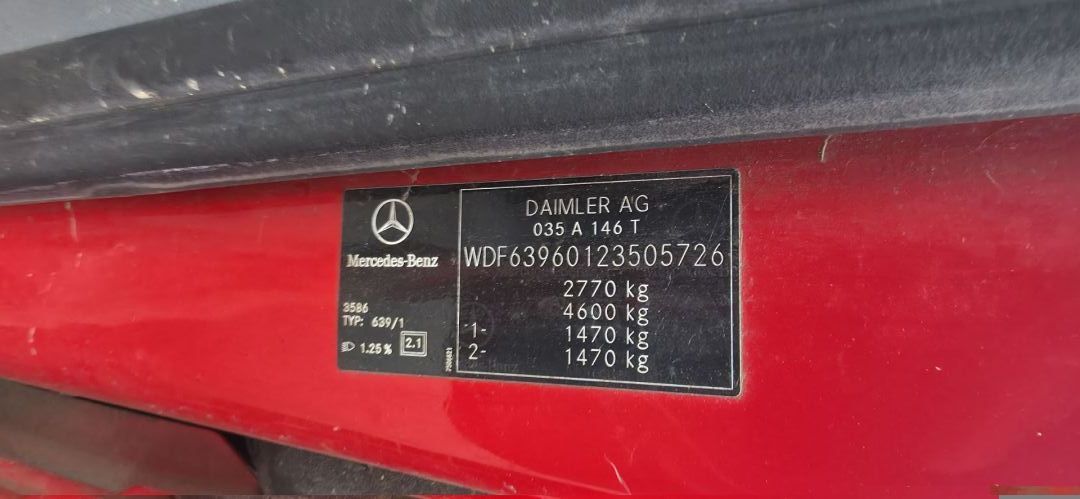 DAIMLER AG
035 A 146 T
Mercedes-Benz
WDF63960123505726
2770 kg
4600 kg
-1- 1470 kg
2- 1470 kg
3586
TYP: 639/1
1.25 % 2.1